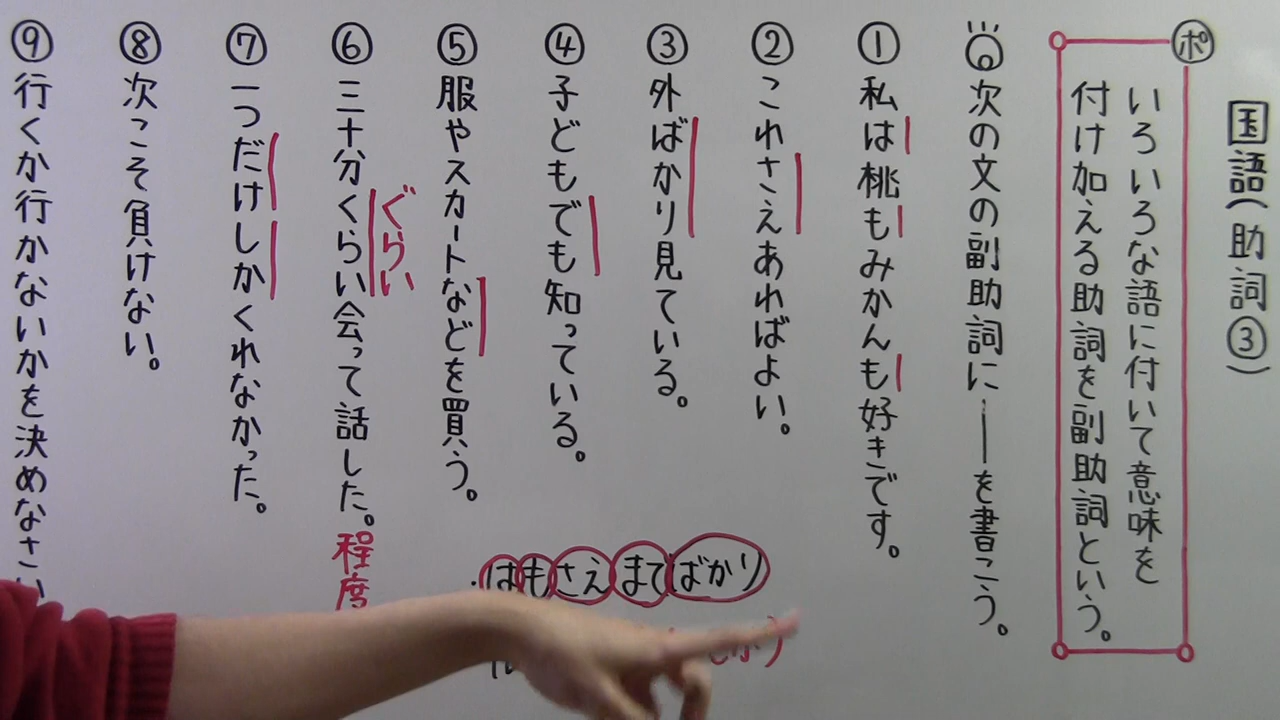 国語(助詞③)
ポ
いろいろな語に付いて意味を
付け加える助詞を副助詞という。
次の文の副助詞に──を書こう。
①私は桃もみかんも好きです。
②これさえあればよい。
③外ばかり見ている。
④子どもでも知っている。
⑤服やスカートなどを買う。
ぐらい
⑥三十分くらい会って話した。程度
⑦一つだけしかくれなかった。
⑧次こそ負けない。
⑨行くか行かないかを決めなさい
はもさえまでばかり